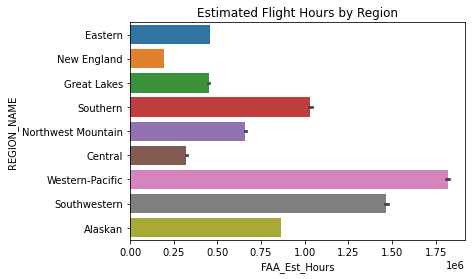 Estimated Flight Hours by Region
REGION_NAME
Eastern
New England
Great Lakes
Southern
Northwest Mountain
Central
Western-Pacific
Southwestern
Alaskan
0.00 0.25 0.50 0.75 1.00 1.25 1.50 1.75
1e6
FAA_Est_Hours